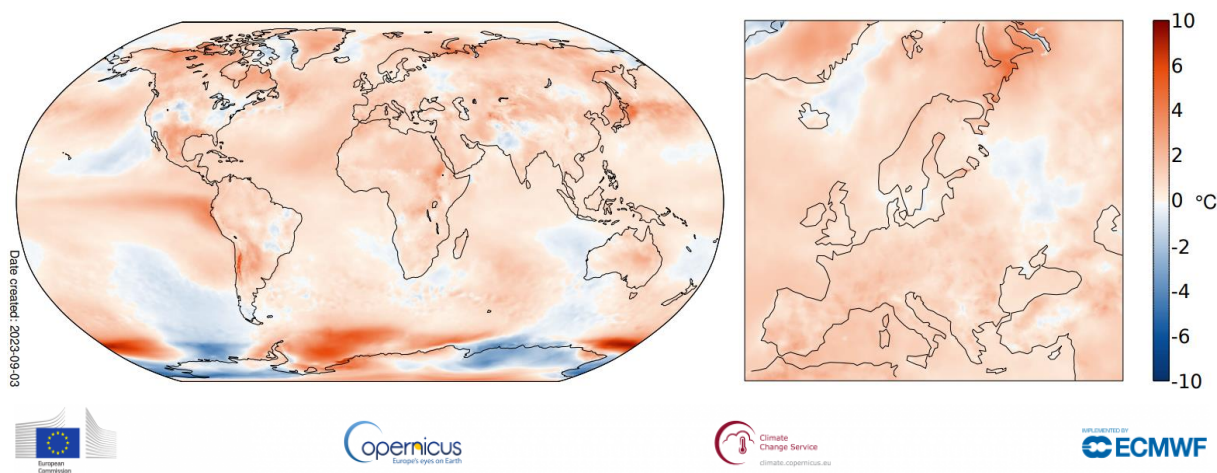 10
6
4
2
0
-2
-4
-6
-10
°C
Date created: 2023-09-03
European
Commission
opernicus
Europe's eyes on Earth
Climate
Change Service
climate.copernicus.eu
IMPLEMENTED BY
ECMWF